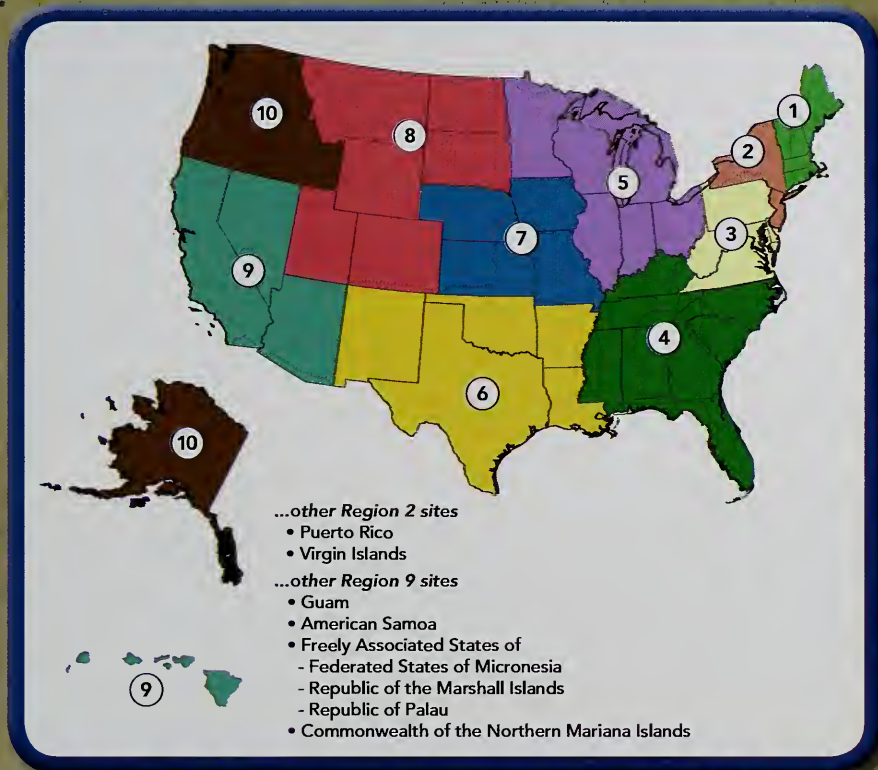 10
8
1
2
5
3
7
9
4
6
10
...other Region 2 sites
• Puerto Rico
• Virgin Islands
...other Region 9 sites
• Guam
• American Samoa
• Freely Associated States of
- Federated States of Micronesia
- Republic of the Marshall Islands
- Republic of Palau
• Commonwealth of the Northern Mariana Islands
9